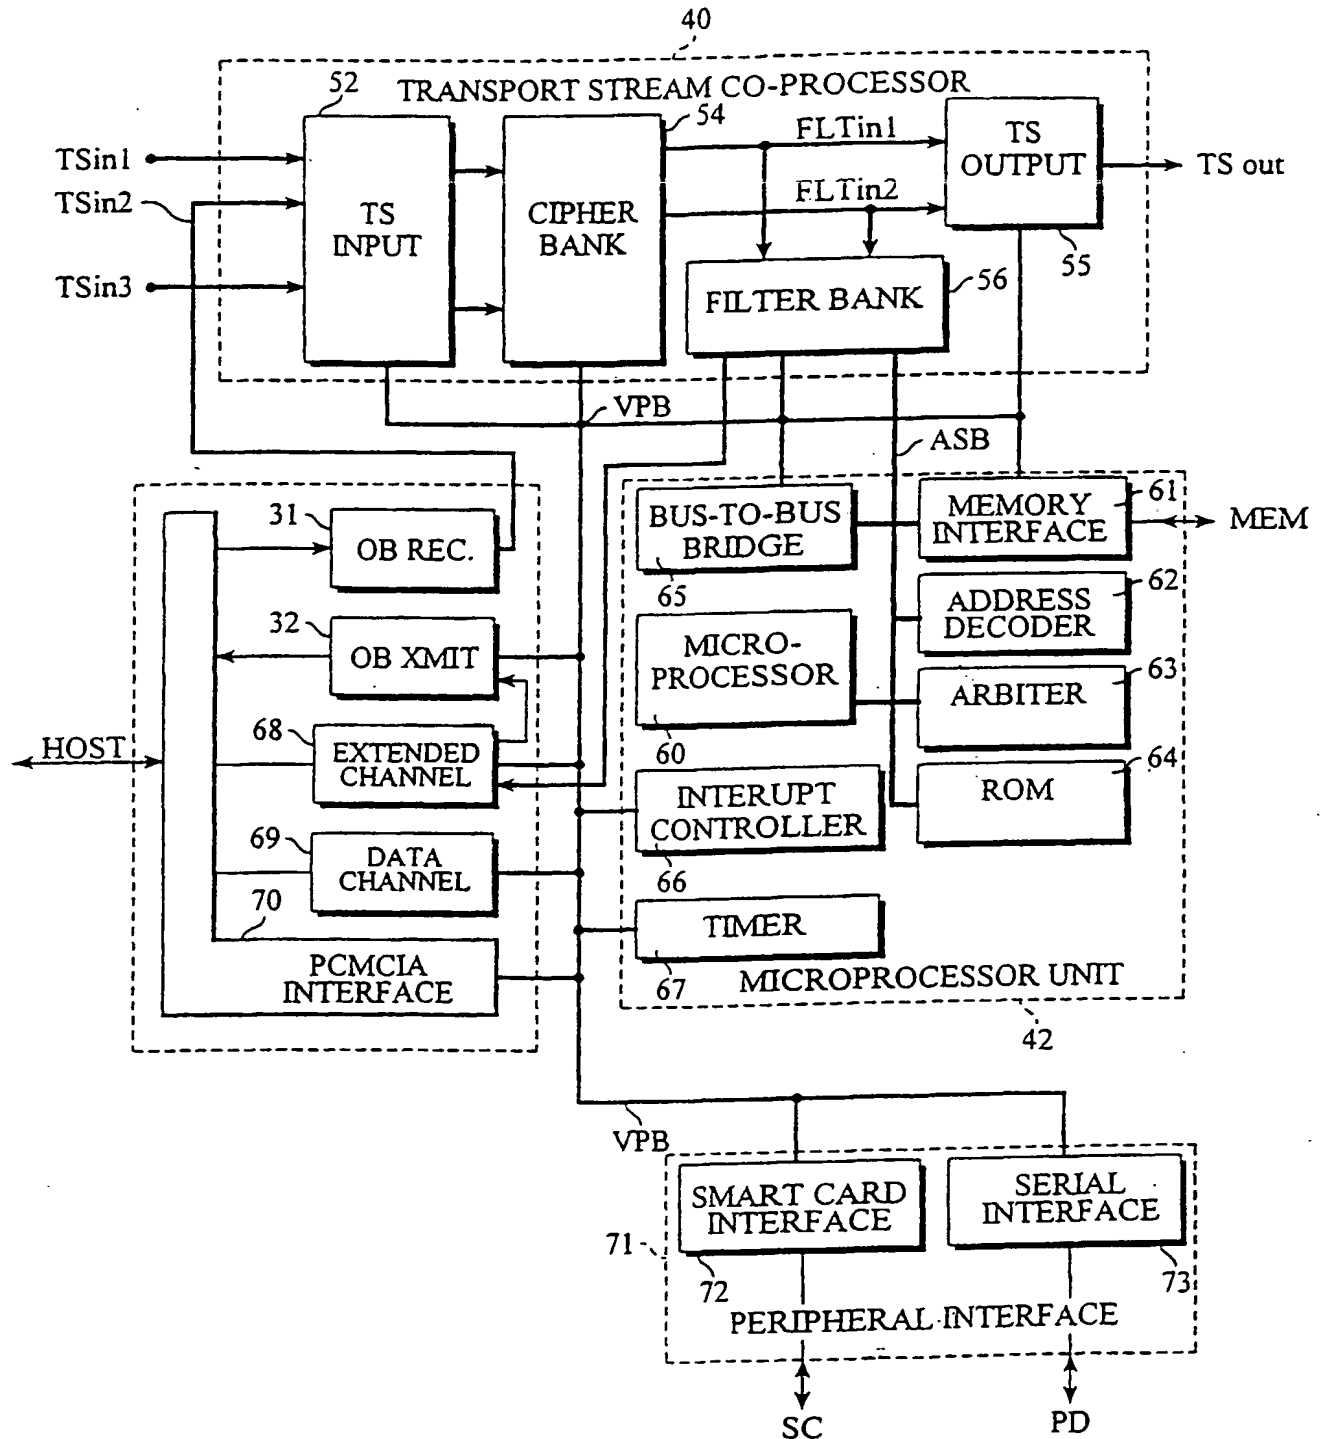 40
TRANSPORT STREAM CO-PROCESSOR
52
54
TSin1
TSin2
TSin3
TS
INPUT
CIPHER
BANK
FLTin1
FLTin2
TS
OUTPUT
TS out
55
FILTER BANK
56
VPB
ASB
31
OB REC.
32
OB XMIT
HOST
68
EXTENDED
CHANNEL
69
DATA
CHANNEL
70
PCMCIA
INTERFACE
BUS-TO-BUS
BRIDGE
65
MEMORY
INTERFACE
61
MEM
ADDRESS
DECODER
62
MICRO-
PROCESSOR
60
ARBITER
63
INTERUPT
CONTROLLER
66
ROM
64
TIMER
67
MICROPROCESSOR UNIT
42
VPB
SMART CARD
INTERFACE
72
SERIAL
INTERFACE
73
71
PERIPHERAL INTERFACE
SC
PD